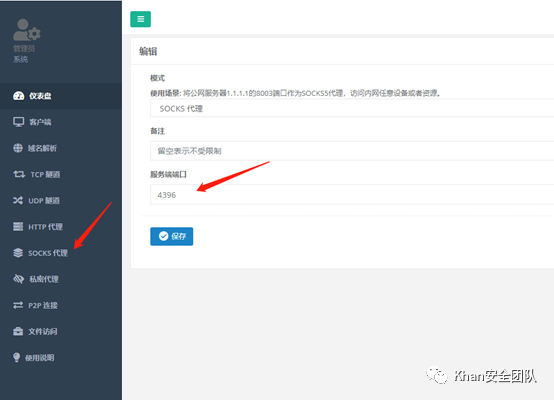 管理员
系统
仪表盘
客户端
域名解析
TCP 隧道
UDP 隧道
HTTP 代理
SOCKS 代理
私密代理
P2P 连接
文件访问
使用说明
编辑
模式
使用场景: 将公网服务器1.1.1.1的8003端口作为SOCKS5代理，访问内网任意设备或者资源。
SOCKS 代理
备注
留空表示不受限制
服务端端口
4396
保存
Khan安全团队